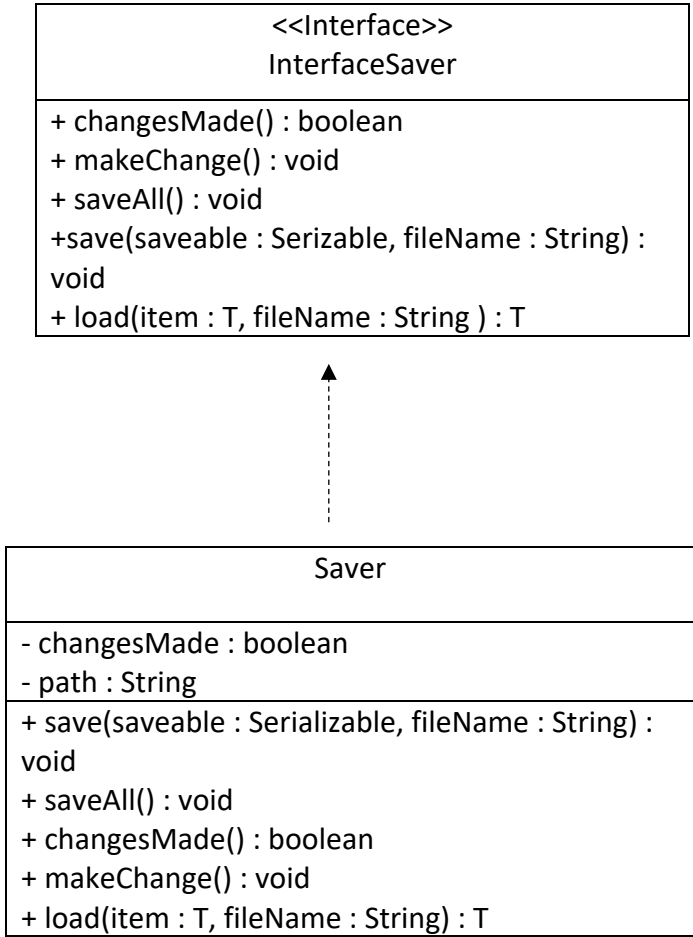 <<Interface>>
InterfaceSaver
+ changesMade() : boolean
+ makeChange() : void
+ saveAll() : void
+save(saveable : Serizable, fileName : String) :
void
+ load(item : T, fileName : String ) : T
Saver
- changesMade : boolean
- path : String
+ save(saveable : Serializable, fileName : String) :
void
+ saveAll() : void
+ changesMade() : boolean
+ makeChange() : void
+ load(item : T, fileName : String) : T